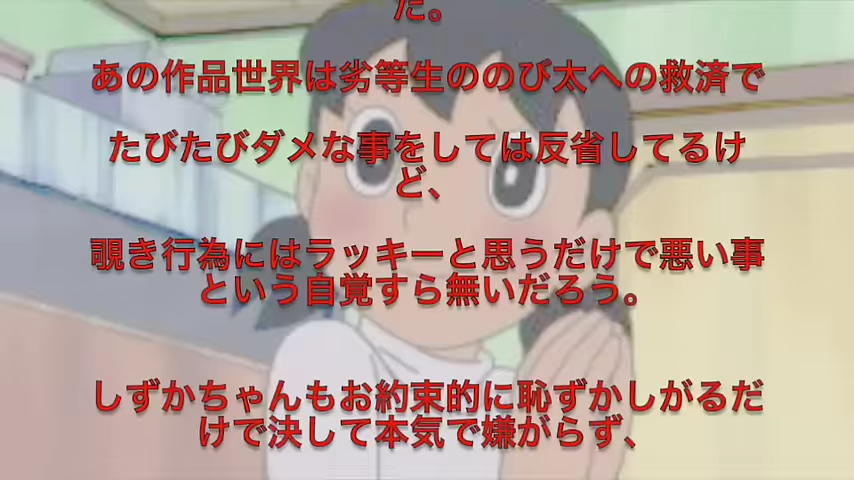 た。
あの作品世界は劣等生ののび太への救済で
たびたびダメな事をしては反省してるけ
ど、
覗き行為にはラッキーと思うだけで悪い事
という自覚すら無いだろう。
しずかちゃんもお約束的に恥ずかしがるだ
けで決して本気で嫌がらず、